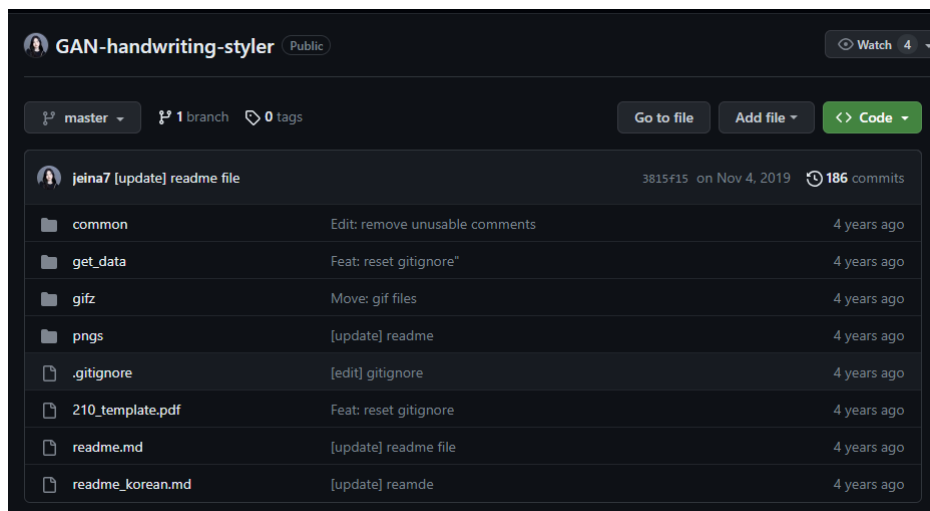 GAN-handwriting-styler Public Watch 4
master 1 branch 0 tags Go to file Add file <> Code
jeina7 [update] readme file 3815f15 on Nov 4, 2019 186 commits
common Edit: remove unusable comments 4 years ago
get_data Feat: reset gitignore" 4 years ago
gifz Move: gif files 4 years ago
pngs [update] readme 4 years ago
.gitignore [edit] gitignore 4 years ago
210_template.pdf Feat: reset gitignore 4 years ago
readme.md [update] readme file 4 years ago
readme_korean.md [update] reamde 4 years ago